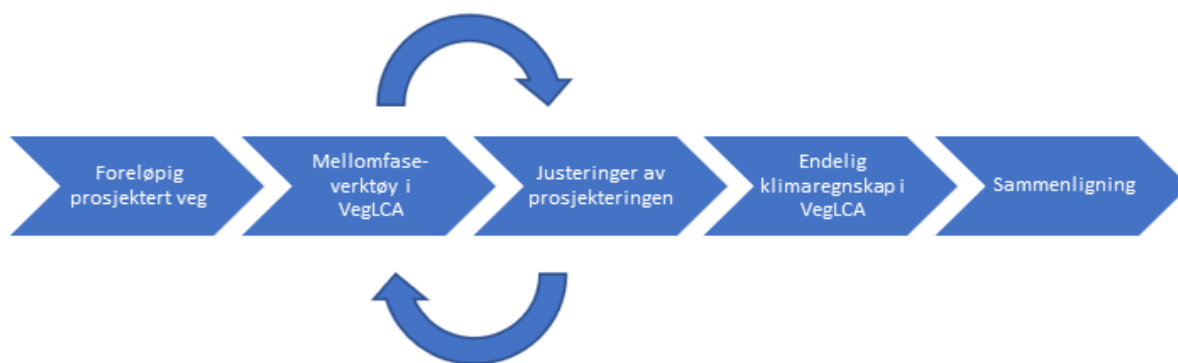 Foreløpig
prosjektert veg
Mellomfase-
verktøy i
VegLCA
Justeringer av
prosjekteringen
Endelig
klimaregnskap i
VegLCA
Sammenligning